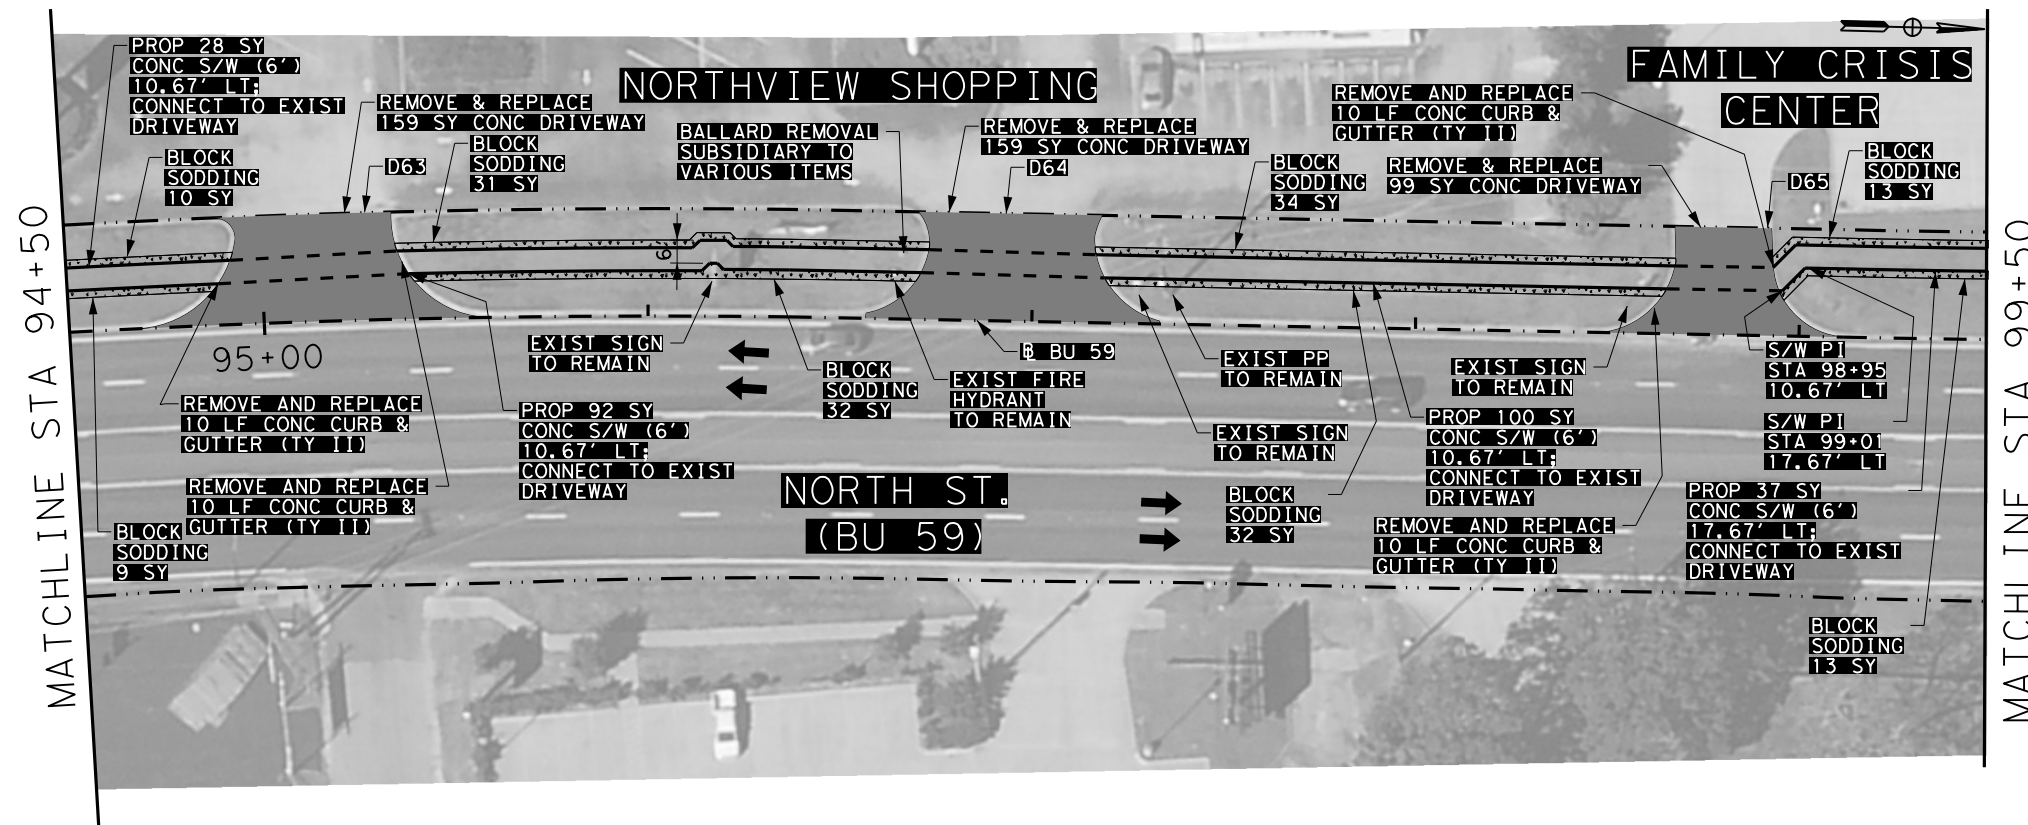 PROP 28 SY
CONC S/W (6')
10.67' LT;
CONNECT TO EXIST
DRIVEWAY
BLOCK
SODDING
10 SY
REMOVE & REPLACE
159 SY CONC DRIVEWAY
D63
BLOCK
SODDING
31 SY
NORTHVIEW SHOPPING
BALLARD REMOVAL
SUBSIDIARY TO
VARIOUS ITEMS
REMOVE & REPLACE
159 SY CONC DRIVEWAY
D64
BLOCK
SODDING
34 SY
REMOVE AND REPLACE
10 LF CONC CURB &
GUTTER (TY II)
REMOVE & REPLACE
99 SY CONC DRIVEWAY
FAMILY CRISIS
CENTER
D65
BLOCK
SODDING
13 SY
MATCHLINE STA 94+50
MATCHLINE STA 99+50
6'
95+00
EXIST SIGN
TO REMAIN
BLOCK
SODDING
32 SY
EXIST FIRE
HYDRANT
TO REMAIN
BL BU 59
EXIST PP
TO REMAIN
EXIST SIGN
TO REMAIN
EXIST SIGN
TO REMAIN
S/W PI
STA 98+95
10.67' LT
S/W PI
STA 99+01
17.67' LT
REMOVE AND REPLACE
10 LF CONC CURB &
GUTTER (TY II)
REMOVE AND REPLACE
10 LF CONC CURB &
GUTTER (TY II)
PROP 92 SY
CONC S/W (6')
10.67' LT;
CONNECT TO EXIST
DRIVEWAY
BLOCK
SODDING
9 SY
NORTH ST.
(BU 59)
BLOCK
SODDING
32 SY
PROP 100 SY
CONC S/W (6')
10.67' LT;
CONNECT TO EXIST
DRIVEWAY
REMOVE AND REPLACE
10 LF CONC CURB &
GUTTER (TY II)
PROP 37 SY
CONC S/W (6')
17.67' LT;
CONNECT TO EXIST
DRIVEWAY
BLOCK
SODDING
13 SY